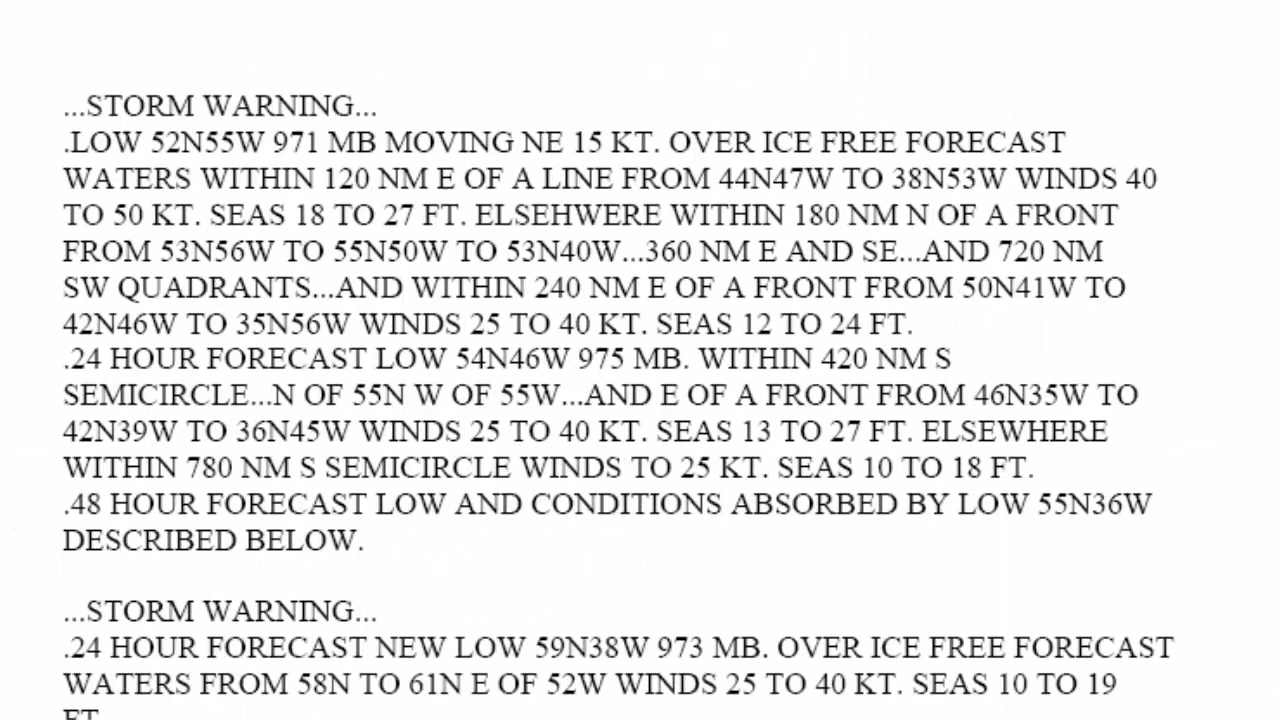 ...STORM WARNING...
.LOW 52N55W 971 MB MOVING NE 15 KT. OVER ICE FREE FORECAST
WATERS WITHIN 120 NM E OF A LINE FROM 44N47W TO 38N53W WINDS 40
TO 50 KT. SEAS 18 TO 27 FT. ELSEHWERE WITHIN 180 NM N OF A FRONT
FROM 53N56W TO 55N50W TO 53N40W...360 NM E AND SE...AND 720 NM
SW QUADRANTS...AND WITHIN 240 NM E OF A FRONT FROM 50N41W TO
42N46W TO 35N56W WINDS 25 TO 40 KT. SEAS 12 TO 24 FT.
.24 HOUR FORECAST LOW 54N46W 975 MB. WITHIN 420 NM S
SEMICIRCLE...N OF 55N W OF 55W...AND E OF A FRONT FROM 46N35W TO
42N39W TO 36N45W WINDS 25 TO 40 KT. SEAS 13 TO 27 FT. ELSEWHERE
WITHIN 780 NM S SEMICIRCLE WINDS TO 25 KT. SEAS 10 TO 18 FT.
.48 HOUR FORECAST LOW AND CONDITIONS ABSORBED BY LOW 55N36W
DESCRIBED BELOW.
...STORM WARNING...
.24 HOUR FORECAST NEW LOW 59N38W 973 MB. OVER ICE FREE FORECAST
WATERS FROM 58N TO 61N E OF 52W WINDS 25 TO 40 KT. SEAS 10 TO 19
FT.